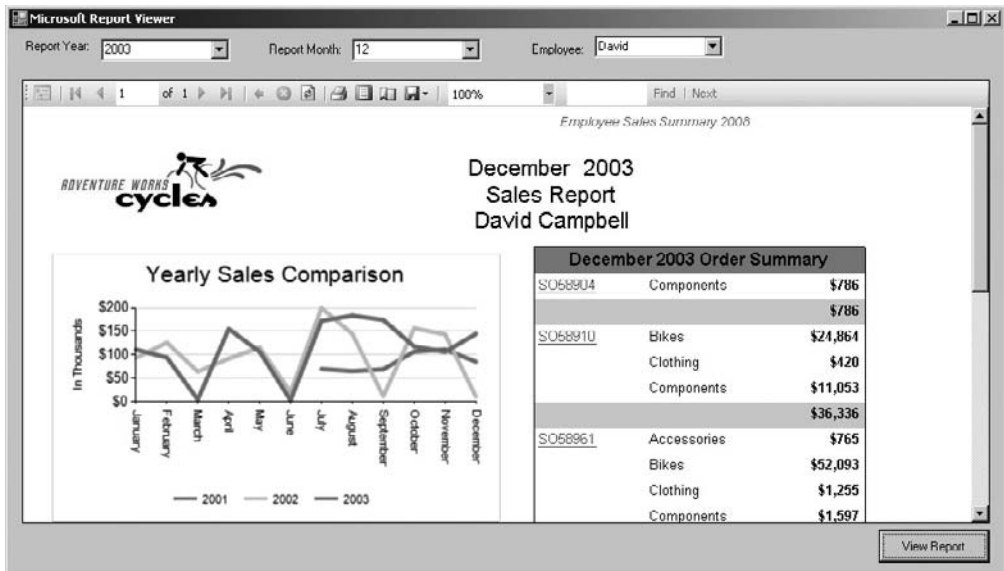 Microsoft Report Viewer
Report Year: 2003 Report Month: 12 Employee: David
1 of 1 100% Find | Next
Employee Sales Summary 2008
ADVENTURE WORKS
cycles
December 2003
Sales Report
David Campbell
Yearly Sales Comparison
In Thousands
$200
$150
$100
$50
$0
January February March April May June July August September October November December
2001 2002 2003
December 2003 Order Summary
SO58904 Components $786
$786
SO58910 Bikes $24,864
Clothing $420
Components $11,053
$36,336
SO58961 Accessories $765
Bikes $52,093
Clothing $1,255
Components $1,597
View Report